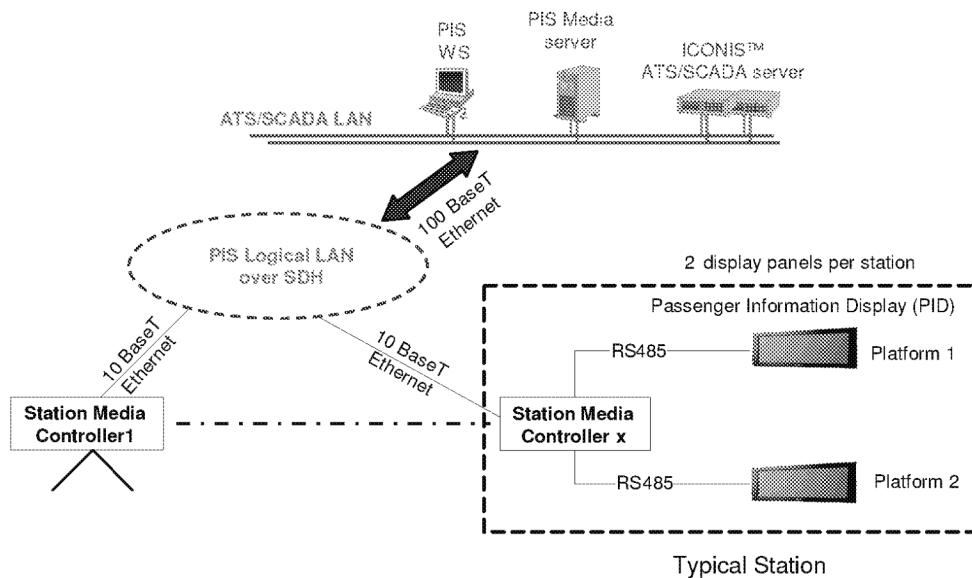 PIS
WS
PIS Media
server
ICONIS™
ATS/SCADA server
ATS/SCADA LAN
100 BaseT
Ethernet
PIS Logical LAN
over SDH
2 display panels per station
Passenger Information Display (PID)
10 BaseT
Ethernet
10 BaseT
Ethernet
RS485
Platform 1
Station Media
Controller1
Station Media
Controller x
RS485
Platform 2
Typical Station